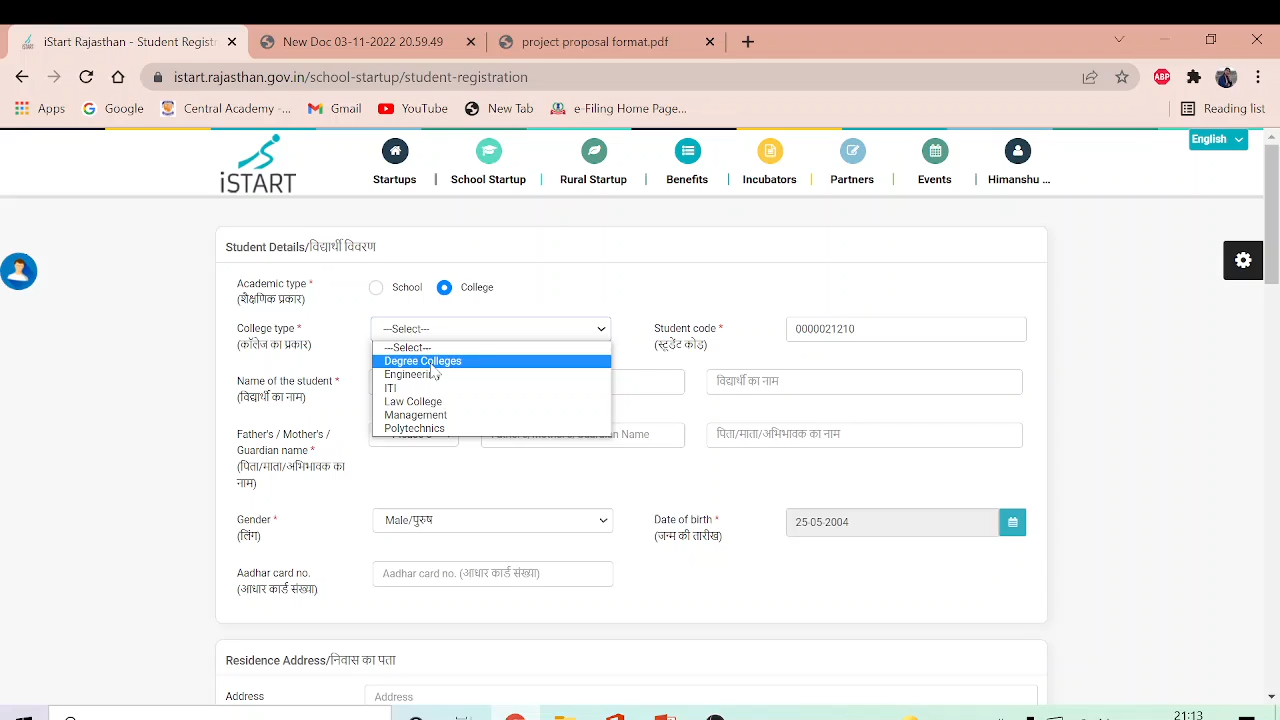 iStart Rajasthan - Student Registr
New Doc 03-11-2022 20.59.49
project proposal format.pdf
istart.rajasthan.gov.in/school-startup/student-registration
ABP
Apps
Google
Central Academy -...
Gmail
YouTube
New Tab
e-Filing Home Page...
Reading list
iSTART
Startups
School Startup
Rural Startup
Benefits
Incubators
Partners
Events
Himanshu ...
English
Student Details/विद्यार्थी विवरण
Academic type *
(शैक्षणिक प्रकार)
School
College
College type *
(कॉलेज का प्रकार)
---Select---
Student code *
(स्टूडेंट कोड)
0000021210
---Select---
Degree Colleges
Engineering
ITI
Law College
Management
Polytechnics
Name of the student *
(विद्यार्थी का नाम)
विद्यार्थी का नाम
Father's / Mother's /
Guardian name *
(पिता/माता/अभिभावक का
नाम)
Guardian Name
पिता/माता/अभिभावक का नाम
Gender *
(लिंग)
Male/पुरुष
Date of birth *
(जन्म की तारीख)
25-05-2004
Aadhar card no.
(आधार कार्ड संख्या)
Aadhar card no. (आधार कार्ड संख्या)
Residence Address/निवास का पता
Address
Address
21:13